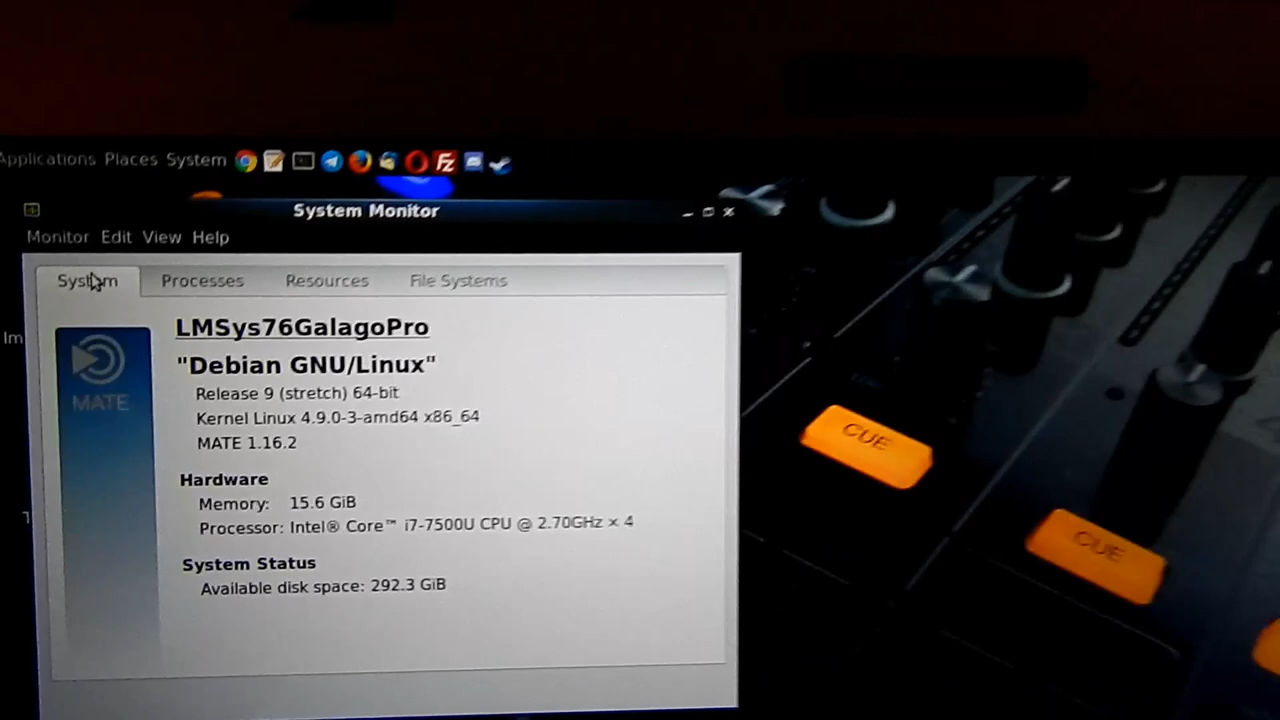 Applications Places System
System Monitor
Monitor Edit View Help
System Processes Resources File Systems
LMSys76GalagoPro
"Debian GNU/Linux"
Release 9 (stretch) 64-bit
Kernel Linux 4.9.0-3-amd64 x86_64
MATE 1.16.2
MATE
Hardware
Memory: 15.6 GiB
Processor: Intel® Core™ i7-7500U CPU @ 2.70GHz × 4
System Status
Available disk space: 292.3 GiB
Im
CUE
CUE
FZ